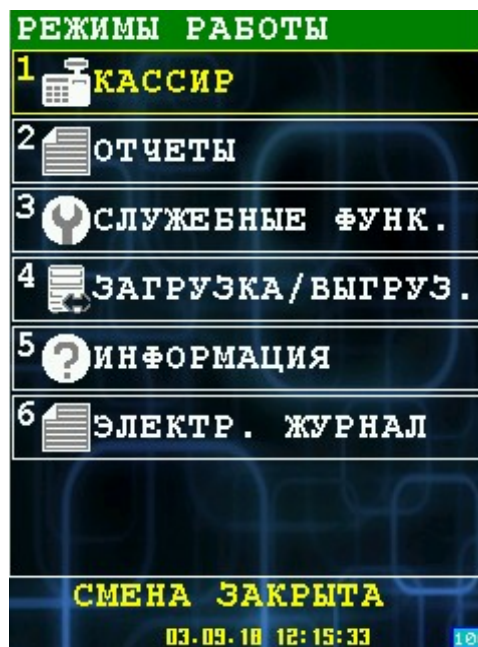 РЕЖИМЫ РАБОТЫ
1 КАССИР
2 ОТЧЕТЫ
3 СЛУЖЕБНЫЕ ФУНК.
4 ЗАГРУЗКА/ВЫГРУЗ.
5 ИНФОРМАЦИЯ
6 ЭЛЕКТР. ЖУРНАЛ
СМЕНА ЗАКРЫТА
03.09.18 12:15:33 10